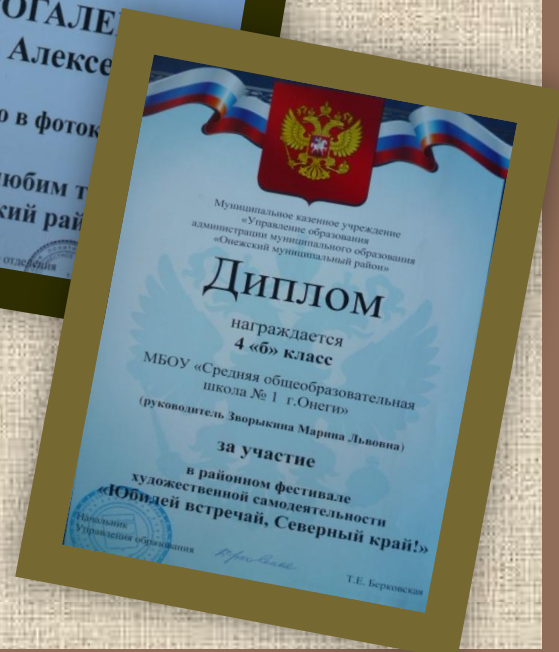 ОГАЛЕ
Алексе
о в фоток
юбим т
кий рай
отделения
Муниципальное казенное учреждение
«Управление образования
администрации муниципального образования
«Онежский муниципальный район»
Диплом
награждается
4 «б» класс
МБОУ «Средняя общеобразовательная
школа № 1 г.Онеги»
(руководитель Зворыкина Марина Львовна)
за участие
в районном фестивале
художественной самодеятельности
«Юбилей встречай, Северный край!»
Начальник
Управления образования
Т.Е. Берковская